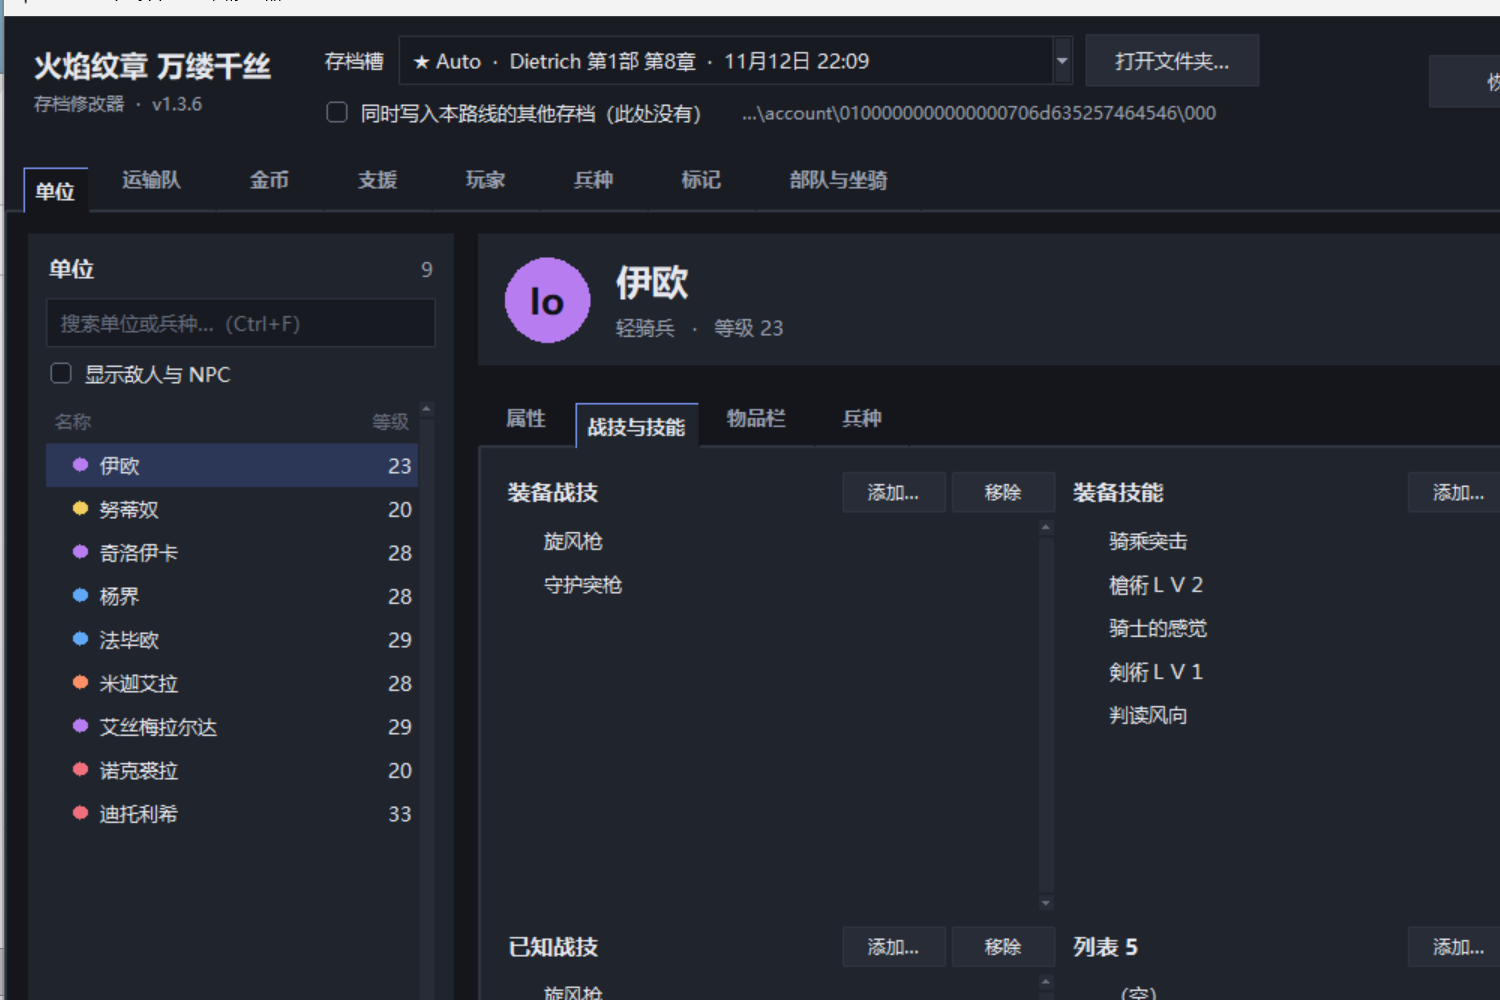 火焰纹章 万缕千丝
存档修改器 · v1.3.6
存档槽
★ Auto · Dietrich 第1部 第8章 · 11月12日 22:09
打开文件夹...
同时写入本路线的其他存档（此处没有）
...\account\0100000000000000706d635257464546\000
单位
运输队
金币
支援
玩家
兵种
标记
部队与坐骑
单位
9
搜索单位或兵种... （Ctrl+F）
显示敌人与 NPC
名称
等级
伊欧 23
努蒂奴 20
奇洛伊卡 28
杨界 28
法毕欧 29
米迦艾拉 28
艾丝梅拉尔达 29
诺克裘拉 20
迪托利希 33
Io
伊欧
轻骑兵 · 等级 23
属性
战技与技能
物品栏
兵种
装备战技
添加...
移除
旋风枪
守护突枪
装备技能
添加...
骑乘突击
槍術ＬＶ２
骑士的感觉
剣術ＬＶ１
判读风向
已知战技
添加...
移除
旋风枪
列表 5
添加...
（空）